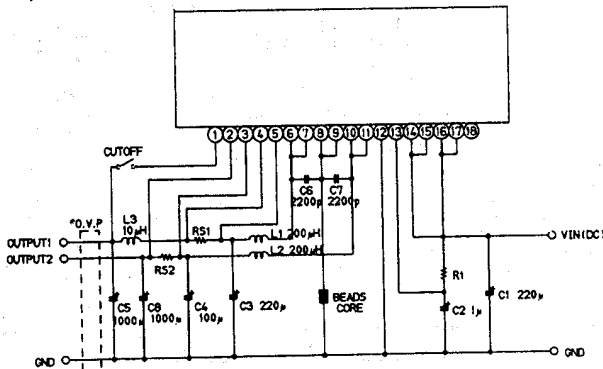 1 2 3 4 5 6 7 8 9 10 11 12 13 14 15 16 17 18
CUTOFF
C6
2200p
C7
2200p
*O.V.P
L3
10μH
RS1
L1 200μH
OUTPUT1
OUTPUT2
RS2
L2 200μH
VIN(DC)
R1
C5
1000μ
C8
1000μ
C4
100μ
C3 220μ
BEADS
CORE
C2 1μ
C1 220μ
GND
GND